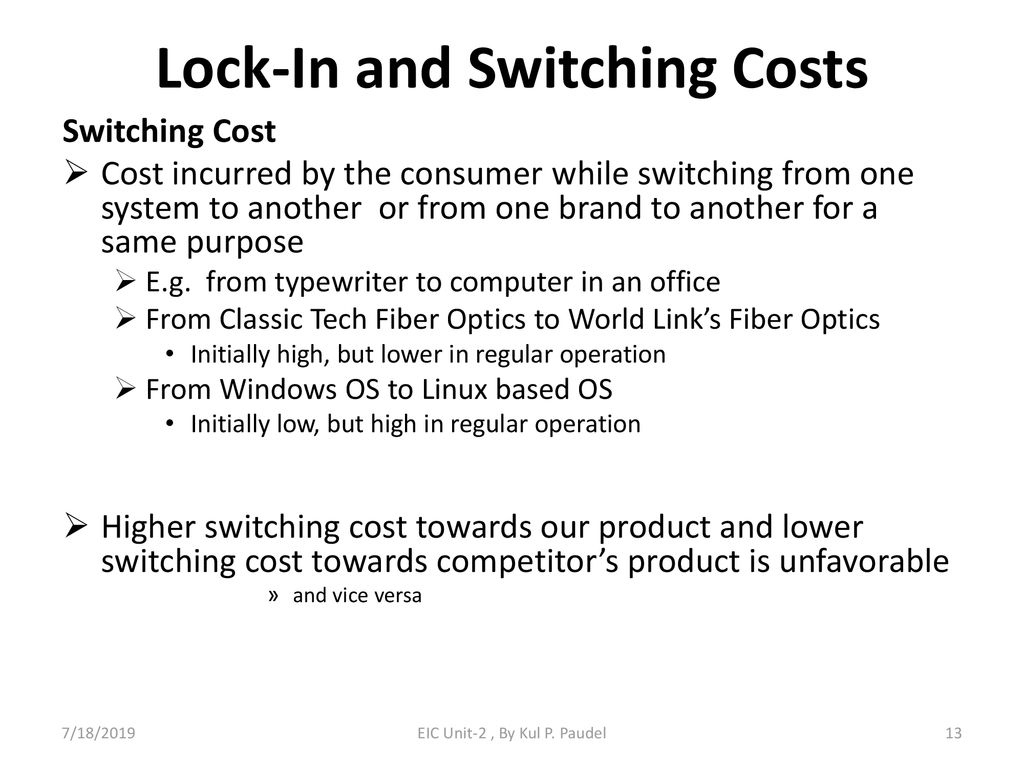 Lock-In and Switching Costs
Switching Cost
➢ Cost incurred by the consumer while switching from one
system to another  or from one brand to another for a
same purpose
➢ E.g.  from typewriter to computer in an office
➢ From Classic Tech Fiber Optics to World Link’s Fiber Optics
• Initially high, but lower in regular operation
➢ From Windows OS to Linux based OS
• Initially low, but high in regular operation
➢ Higher switching cost towards our product and lower
switching cost towards competitor’s product is unfavorable
» and vice versa
7/18/2019
EIC Unit-2 , By Kul P. Paudel
13